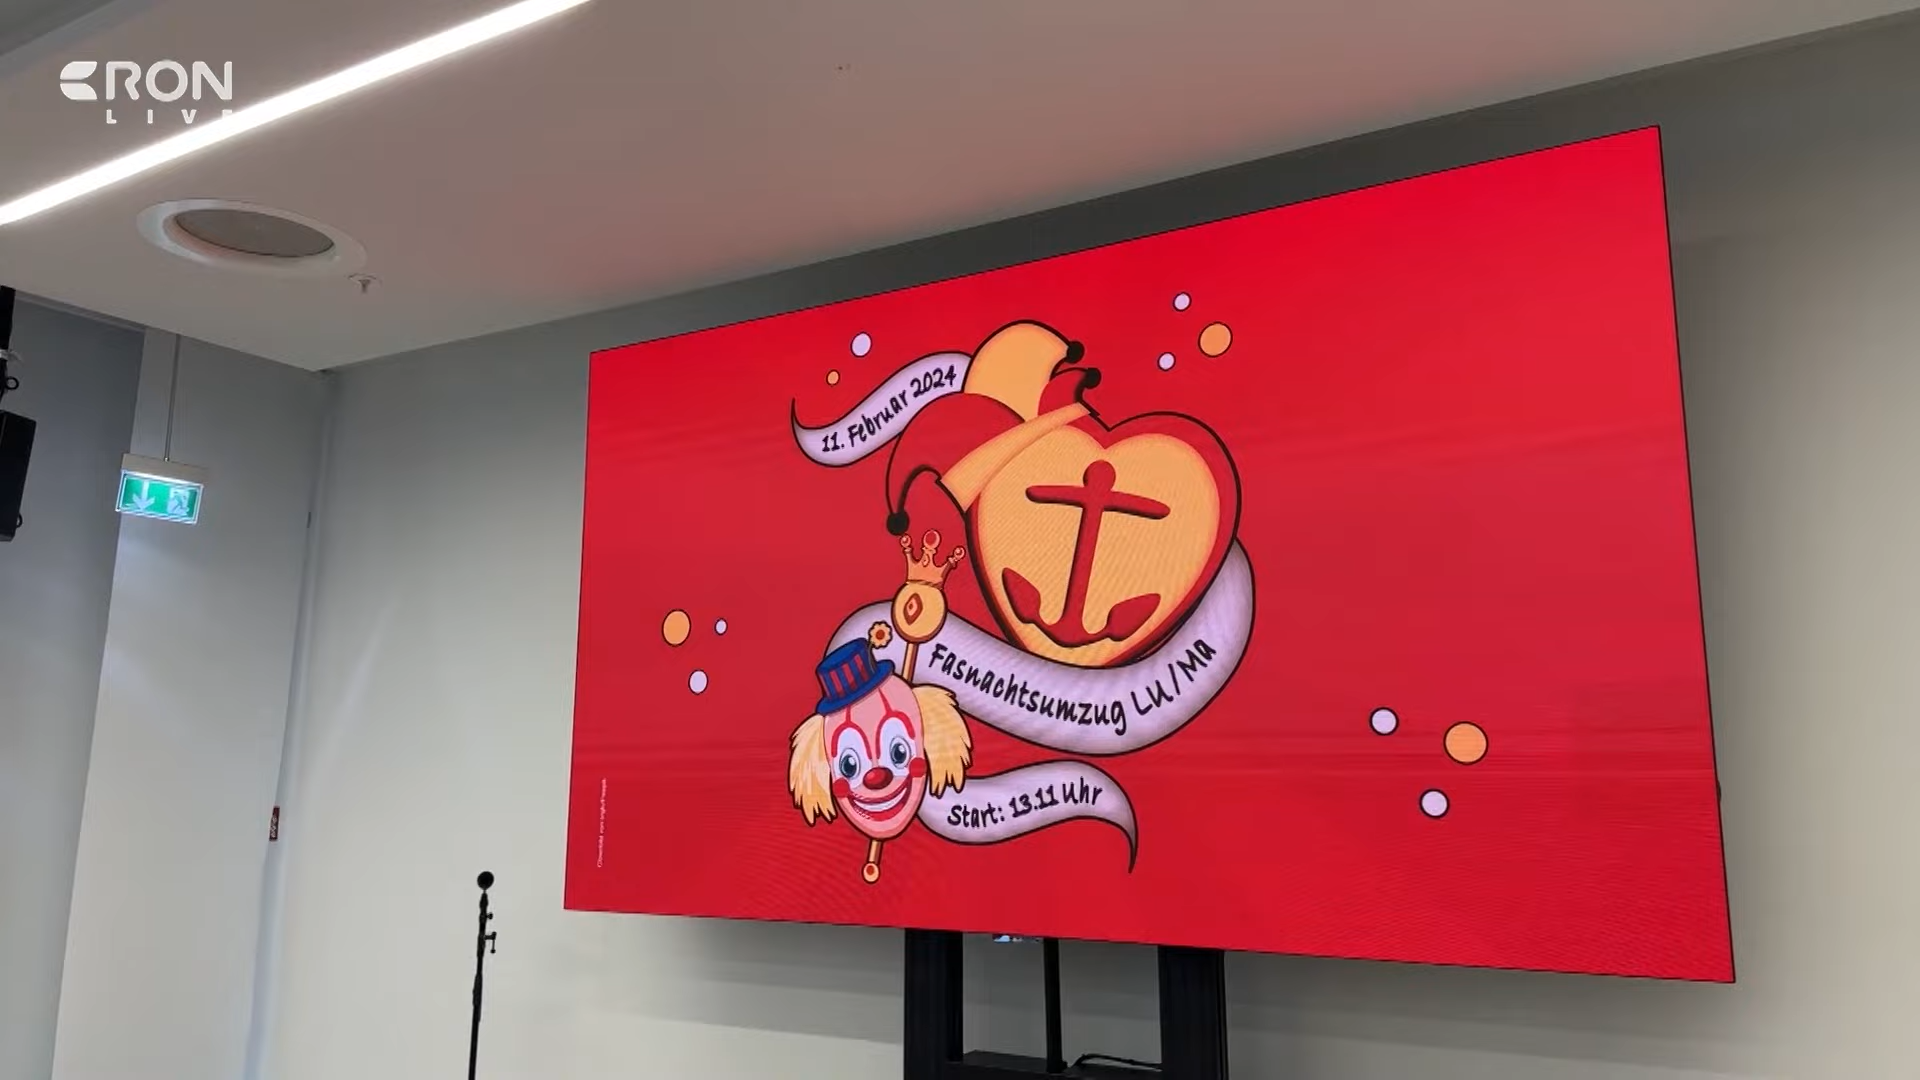 RON
LIVE
11. Februar 2024
Fasnachtsumzug LU/Ma
Start: 13.11 Uhr